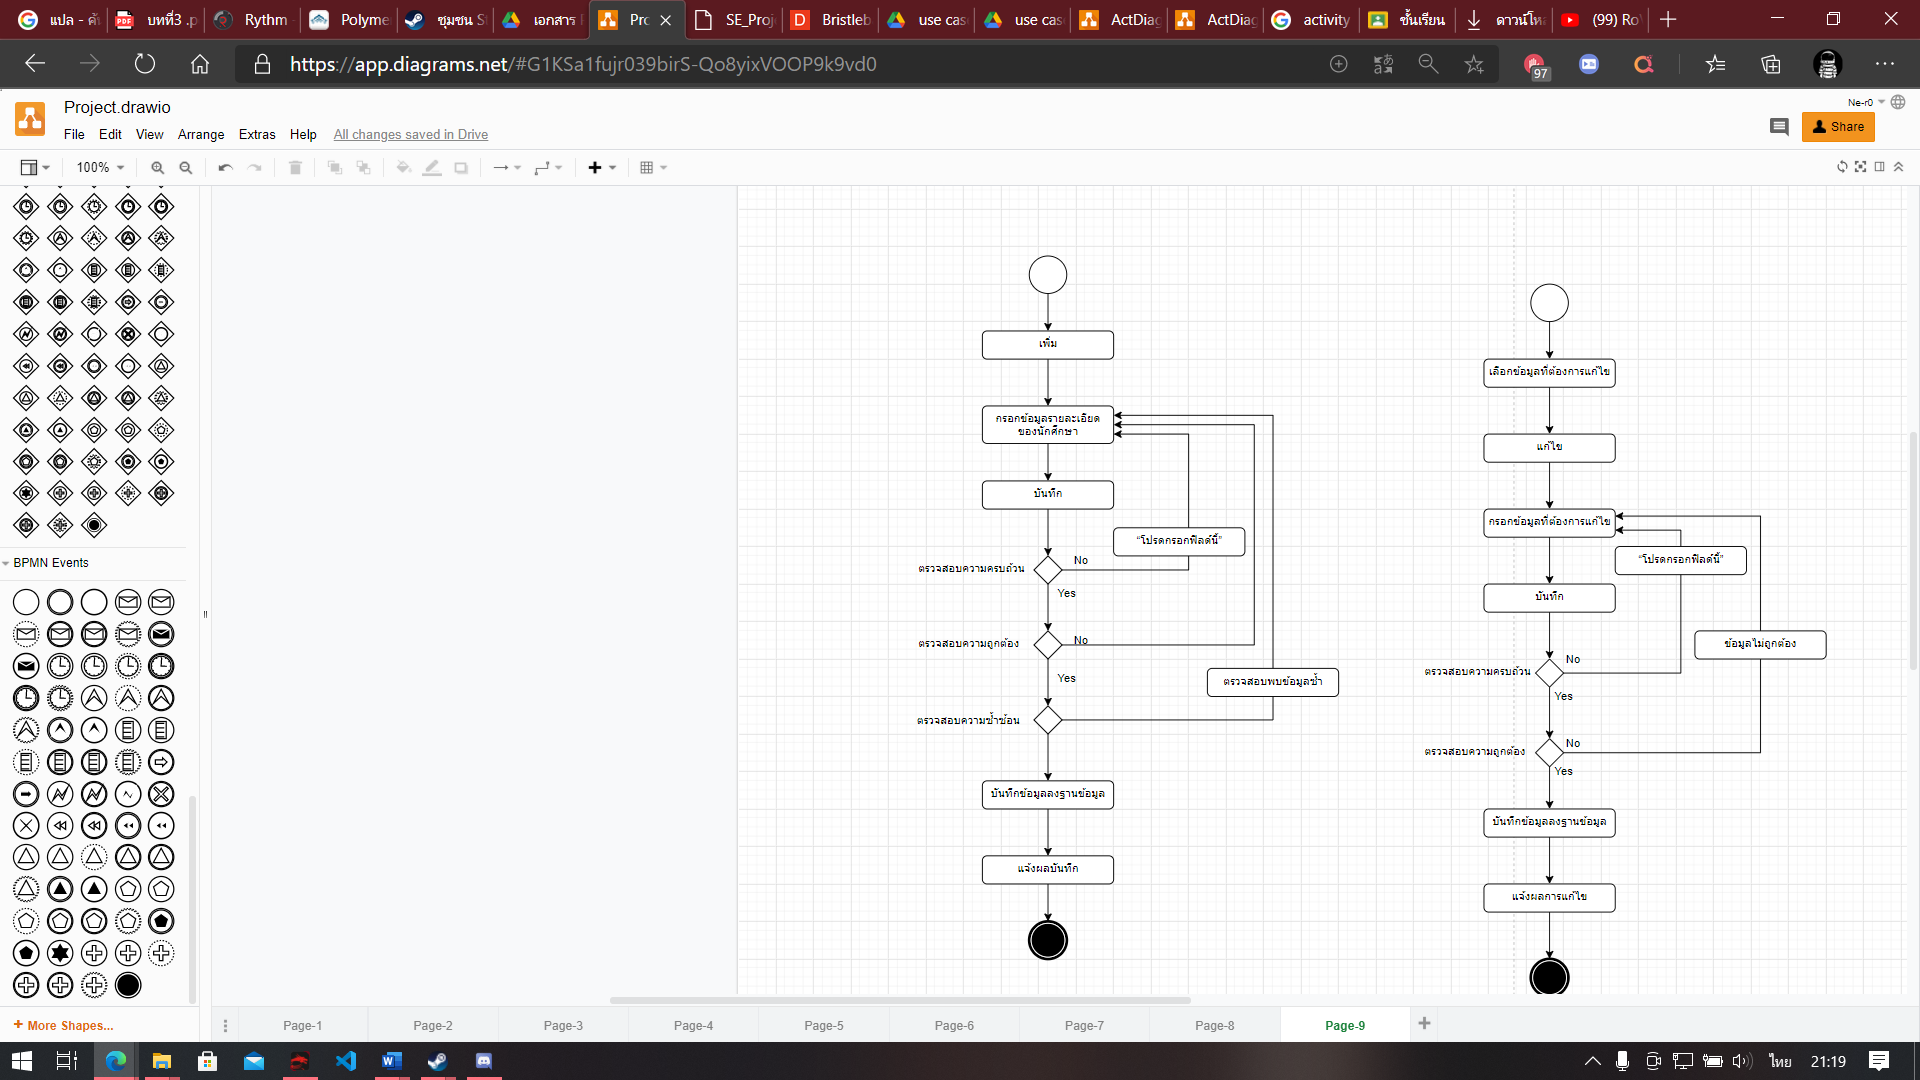 แปล - ค้
บทที่3 .p
Rythm
Polyme
ชุมชน St
เอกสาร F
Pro
SE_Proj
Bristleb
use cas
use cas
ActDiag
ActDiag
activity
ชั้นเรียน
ดาวน์โห
(99) Ro
https://app.diagrams.net/#G1KSa1fujr039birS-Qo8yixVOOP9k9vd0
97
Project.drawio
Ne-r0
File Edit View Arrange Extras Help All changes saved in Drive
Share
100%
เพิ่ม
เลือกข้อมูลที่ต้องการแก้ไข
กรอกข้อมูลรายละเอียด
ของนักศึกษา
แก้ไข
บันทึก
กรอกข้อมูลที่ต้องการแก้ไข
"โปรดกรอกฟิลด์นี้"
"โปรดกรอกฟิลด์นี้"
ตรวจสอบความครบถ้วน
No
Yes
บันทึก
ตรวจสอบความถูกต้อง
No
ข้อมูลไม่ถูกต้อง
Yes
ตรวจสอบพบข้อมูลซ้ำ
ตรวจสอบความครบถ้วน
No
Yes
ตรวจสอบความซ้ำซ้อน
ตรวจสอบความถูกต้อง
No
Yes
บันทึกข้อมูลลงฐานข้อมูล
บันทึกข้อมูลลงฐานข้อมูล
แจ้งผลบันทึก
แจ้งผลการแก้ไข
BPMN Events
+ More Shapes...
Page-1
Page-2
Page-3
Page-4
Page-5
Page-6
Page-7
Page-8
Page-9
ไทย
21:19